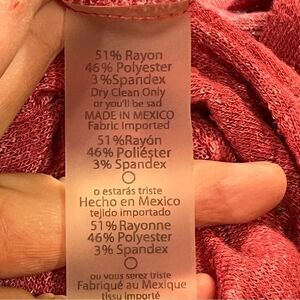 51% Rayon
46% Polyester
3% Spandex
Dry Clean Only
or you'll be sad
MADE IN MEXICO
Fabric Imported
51% Rayón
46% Poliéster
3% Spandex
o estarás triste
Hecho en Mexico
tejido importado
51% Rayonne
46% Polyester
3% Spandex
ou vous serez triste
Fabriqué au Mexique
tissu importé